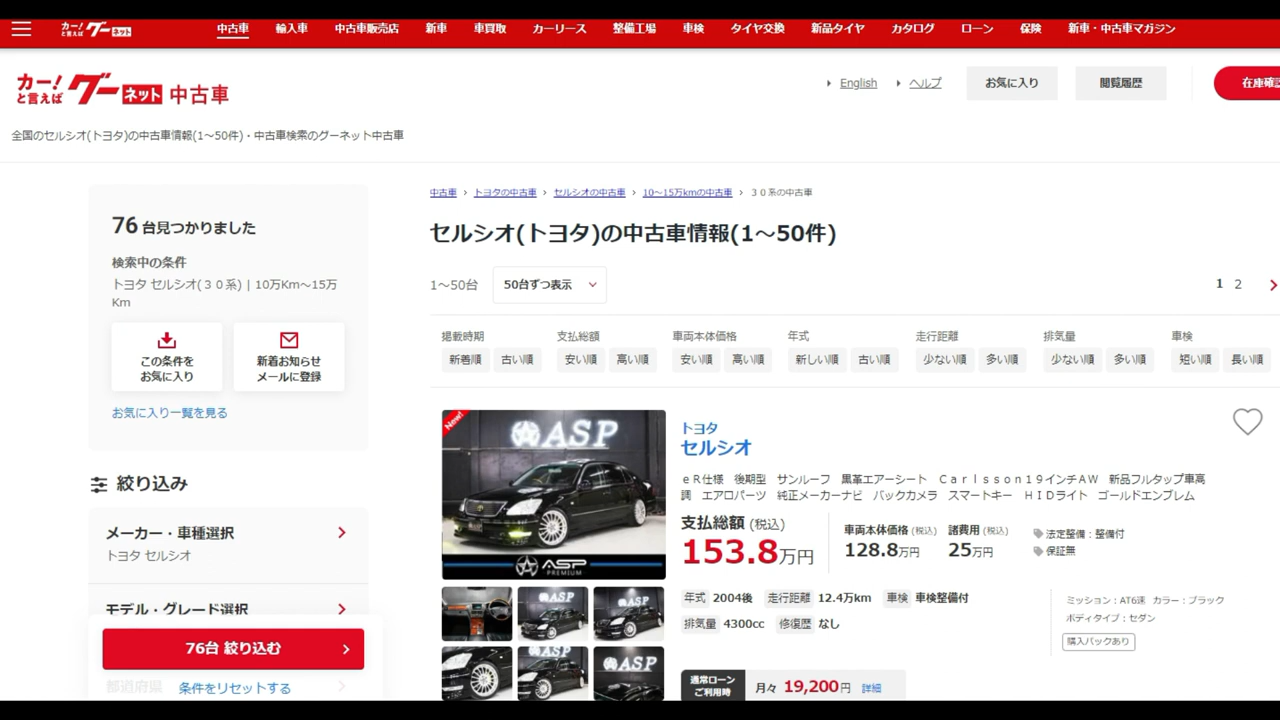 カー!と言えばグーネット
中古車 輸入車 中古車販売店 新車 車買取 カーリース 整備工場 車検 タイヤ交換 新品タイヤ カタログ ローン 保険 新車・中古車マガジン
カー!と言えばグーネット中古車
English ヘルプ お気に入り 閲覧履歴 在庫確認
全国のセルシオ(トヨタ)の中古車情報(1〜50件)・中古車検索のグーネット中古車
76 台見つかりました
検索中の条件
トヨタ セルシオ(３０系) | 10万Km〜15万
Km
この条件を
お気に入り
新着お知らせ
メールに登録
お気に入り一覧を見る
絞り込み
メーカー・車種選択
トヨタ セルシオ
モデル・グレード選択
76台 絞り込む
都道府県 条件をリセットする
中古車 › トヨタの中古車 › セルシオの中古車 › 10〜15万kmの中古車 › ３０系の中古車
セルシオ(トヨタ)の中古車情報(1〜50件)
1〜50台 50台ずつ表示 1 2
掲載時期 支払総額 車両本体価格 年式 走行距離 排気量 車検
新着順 古い順 安い順 高い順 安い順 高い順 新しい順 古い順 少ない順 多い順 少ない順 多い順 短い順 長い順
New!
ASP
ASP
PREMIUM
ASP
ASP
ASP
ASP
トヨタ
セルシオ
ｅＲ仕様 後期型 サンルーフ 黒革エアーシート Ｃａｒｌｓｓｏｎ１９インチＡＷ 新品フルタップ車高
調 エアロパーツ 純正メーカーナビ バックカメラ スマートキー ＨＩＤライト ゴールドエンブレム
支払総額 (税込)
153.8万円
車両本体価格 (税込) 諸費用 (税込)
128.8万円 25万円
法定整備：整備付
保証無
年式 2004後 走行距離 12.4万km 車検 車検整備付
排気量 4300cc 修復歴 なし
ミッション：AT6速 カラー：ブラック
ボディタイプ：セダン
購入パックあり
通常ローン
ご利用時
月々 19,200円 詳細